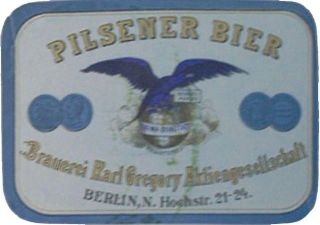 PILSENER BIER
Brauerei Karl Gregory Aktiengesellschaft
BERLIN, N. Hochstr. 21-24.